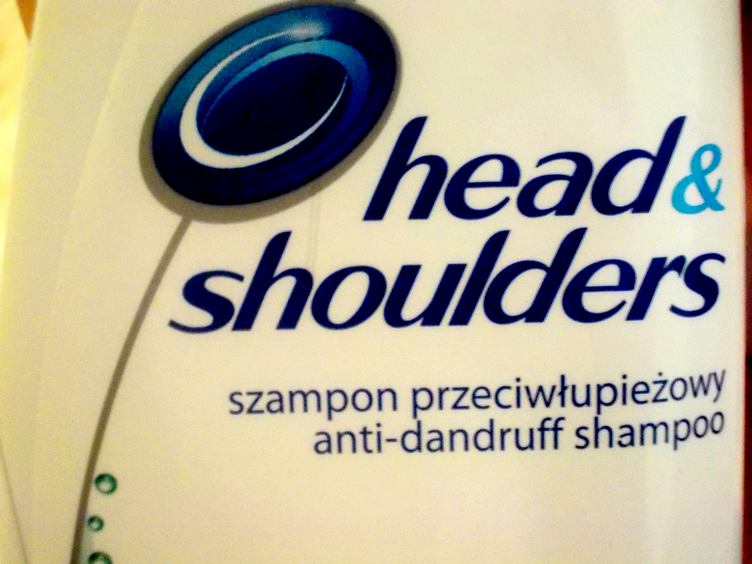 head&
shoulders
szampon przeciwłupieżowy
anti-dandruff shampoo